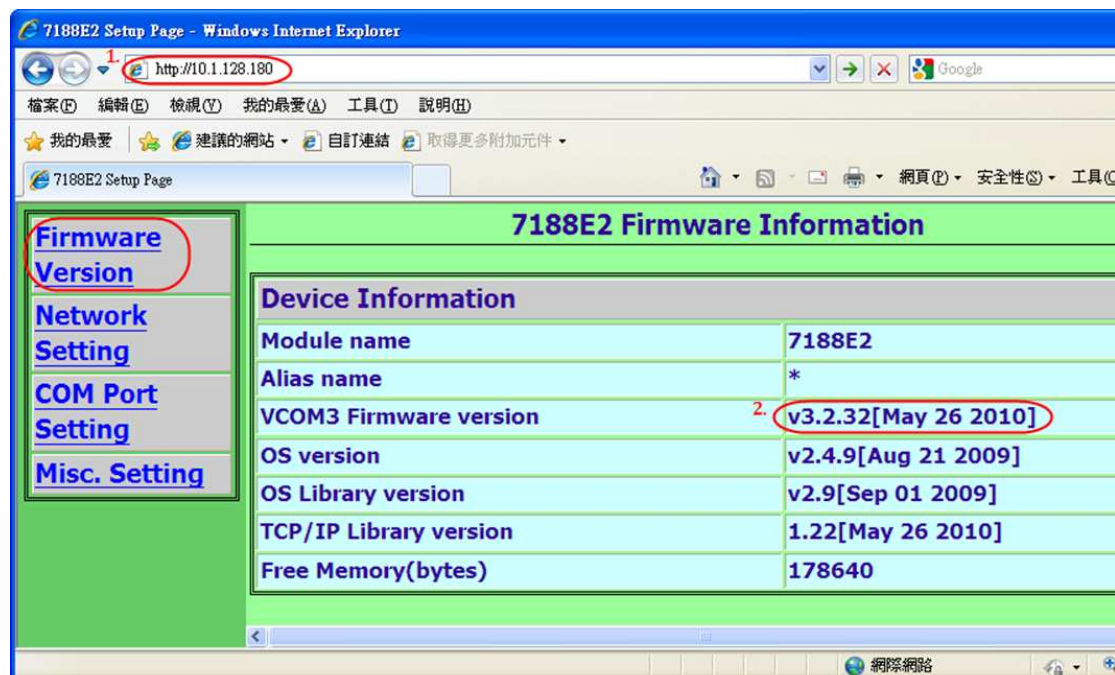 7188E2 Setup Page - Windows Internet Explorer
1.
http://10.1.128.180
Google
檔案(F) 編輯(E) 檢視(V) 我的最愛(A) 工具(T) 說明(H)
我的最愛 建議的網站 自訂連結 取得更多附加元件
7188E2 Setup Page
網頁(P) 安全性(S) 工具(O
Firmware
Version
Network
Setting
COM Port
Setting
Misc. Setting
7188E2 Firmware Information
Device Information
Module name 7188E2
Alias name *
VCOM3 Firmware version 2. v3.2.32[May 26 2010]
OS version v2.4.9[Aug 21 2009]
OS Library version v2.9[Sep 01 2009]
TCP/IP Library version 1.22[May 26 2010]
Free Memory(bytes) 178640
網際網路